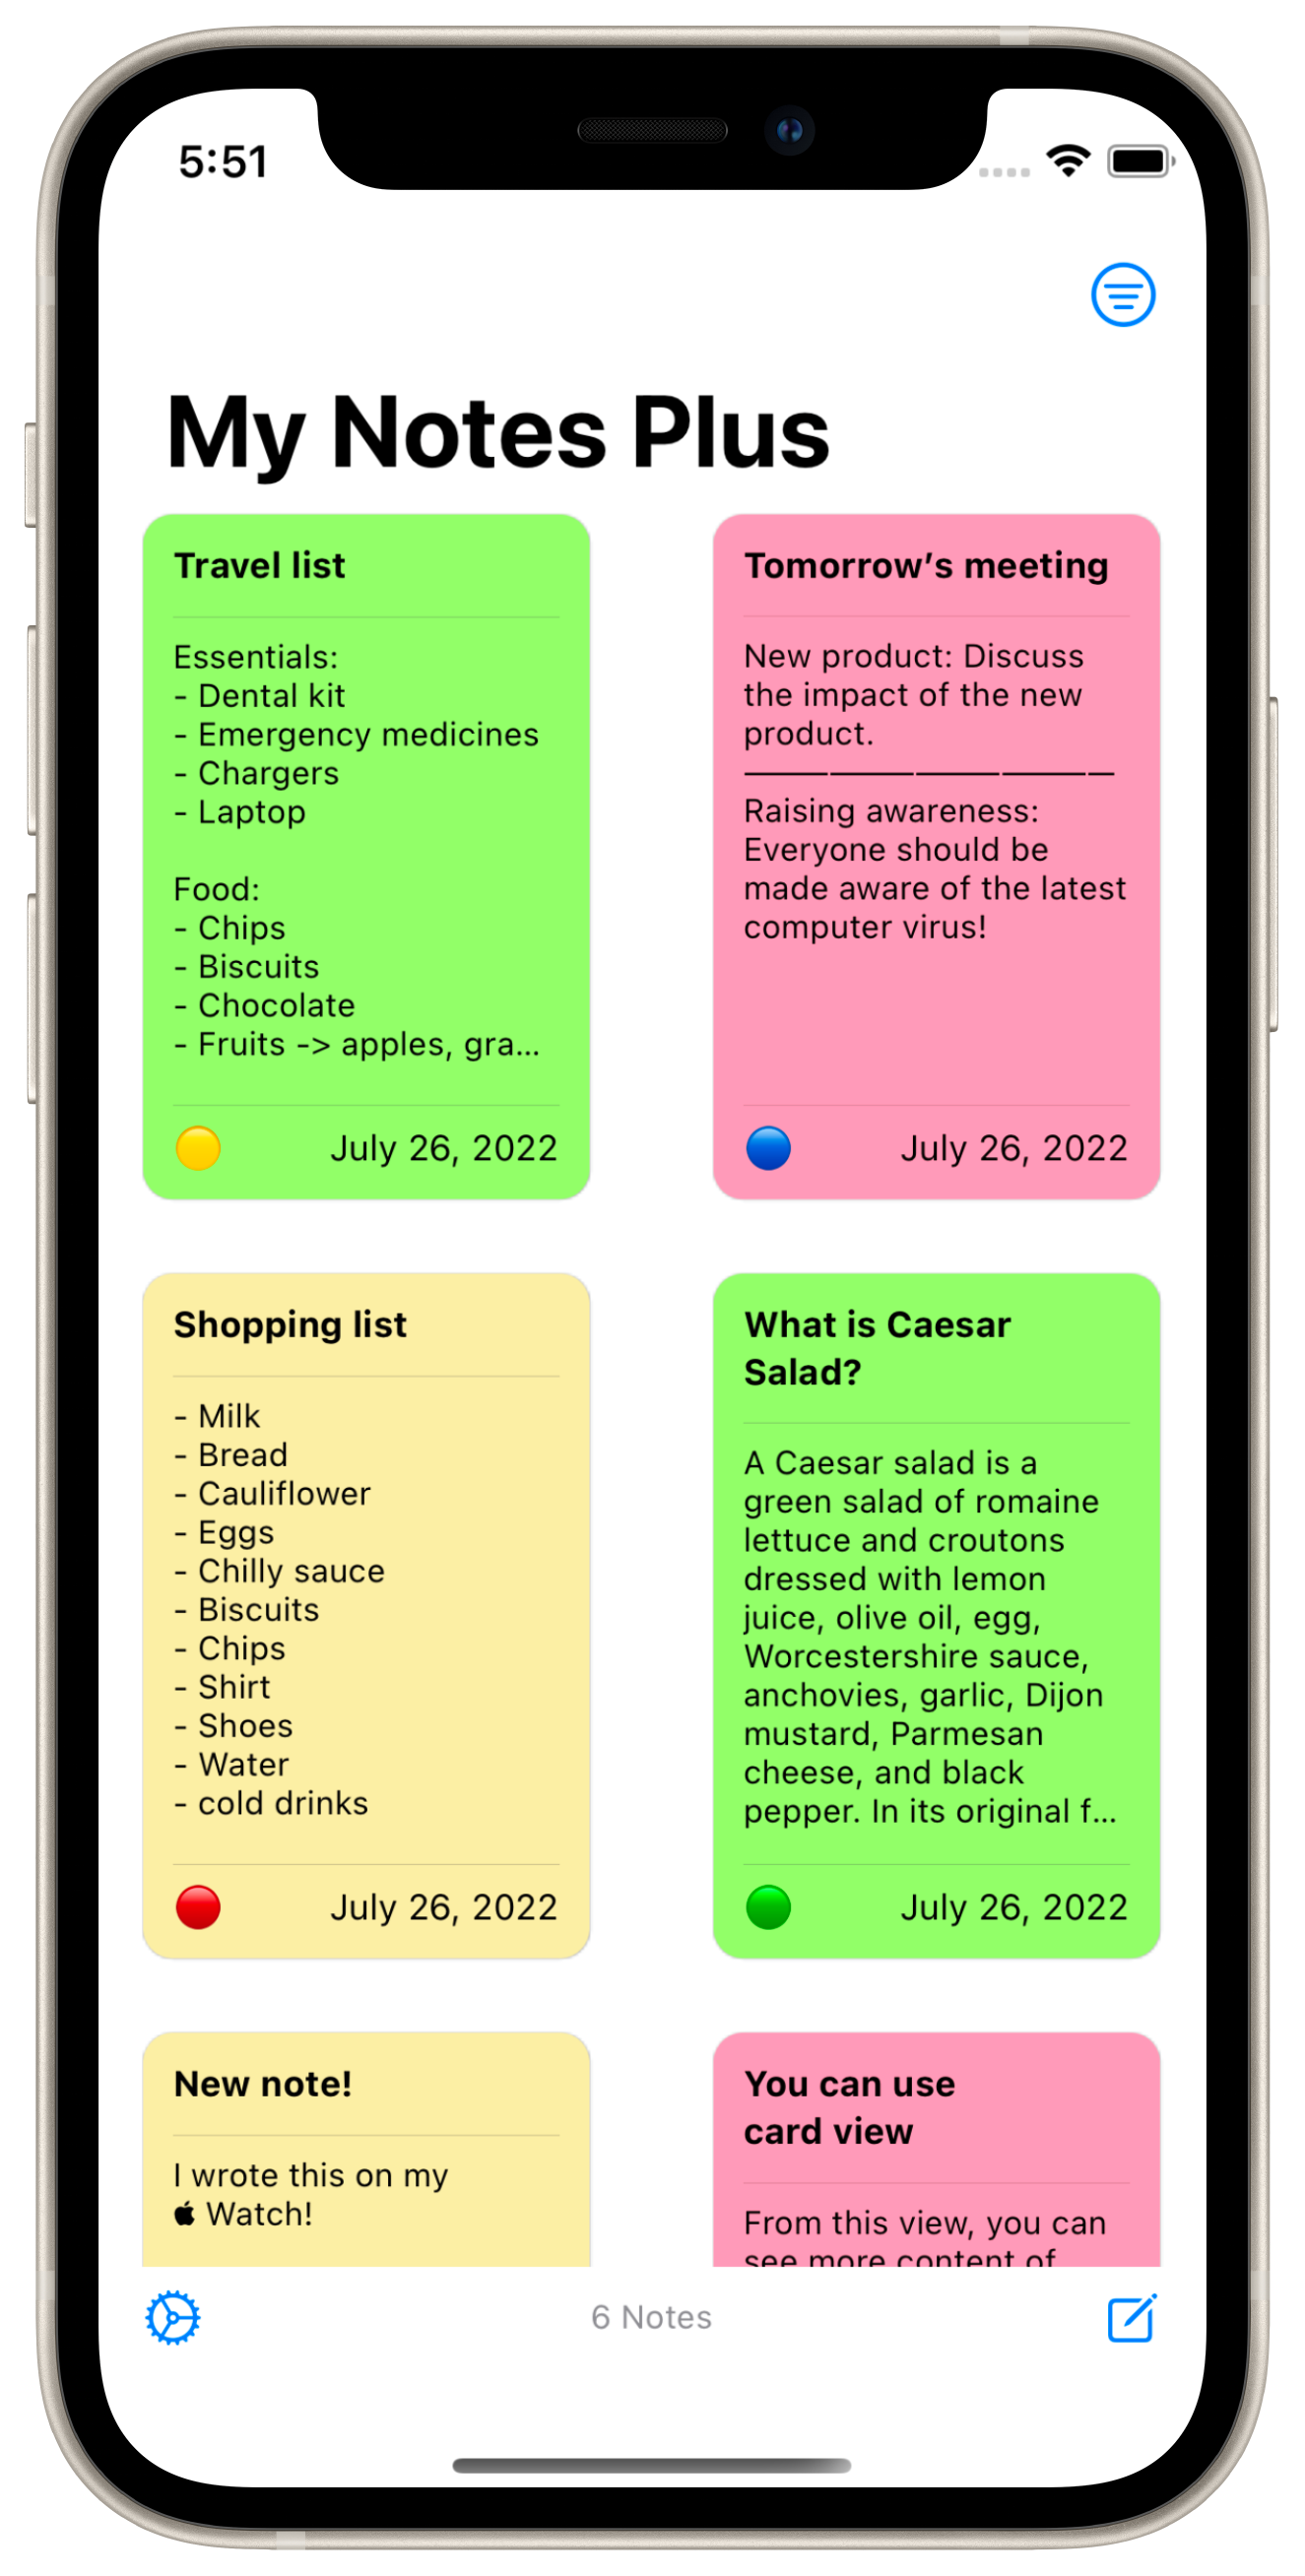 5:51
My Notes Plus
Travel list
Essentials:
- Dental kit
- Emergency medicines
- Chargers
- Laptop
Food:
- Chips
- Biscuits
- Chocolate
- Fruits -> apples, gra...
July 26, 2022
Tomorrow’s meeting
New product: Discuss
the impact of the new
product.
—————————————
Raising awareness:
Everyone should be
made aware of the latest
computer virus!
July 26, 2022
Shopping list
- Milk
- Bread
- Cauliflower
- Eggs
- Chilly sauce
- Biscuits
- Chips
- Shirt
- Shoes
- Water
- cold drinks
July 26, 2022
What is Caesar
Salad?
A Caesar salad is a
green salad of romaine
lettuce and croutons
dressed with lemon
juice, olive oil, egg,
Worcestershire sauce,
anchovies, garlic, Dijon
mustard, Parmesan
cheese, and black
pepper. In its original f...
July 26, 2022
New note!
I wrote this on my
 Watch!
You can use
card view
From this view, you can
see more content of
6 Notes